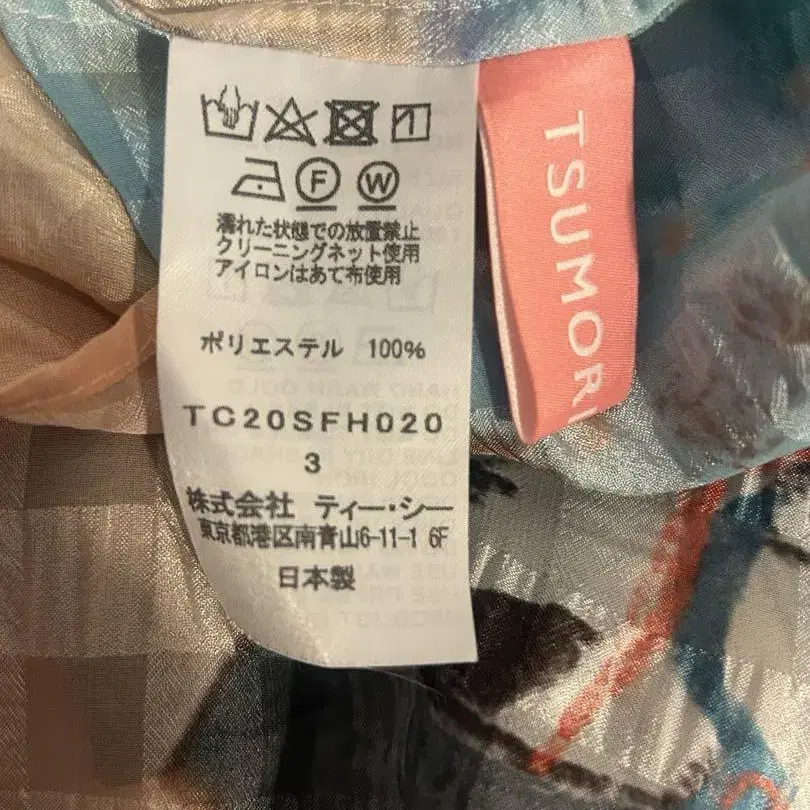 F W
濡れた状態での放置禁止
クリーニングネット使用
アイロンはあて布使用
ポリエステル 100%
TC20SFH020
3
株式会社 ティー・シー
東京都港区南青山6-11-1 6F
日本製
TSUMORI